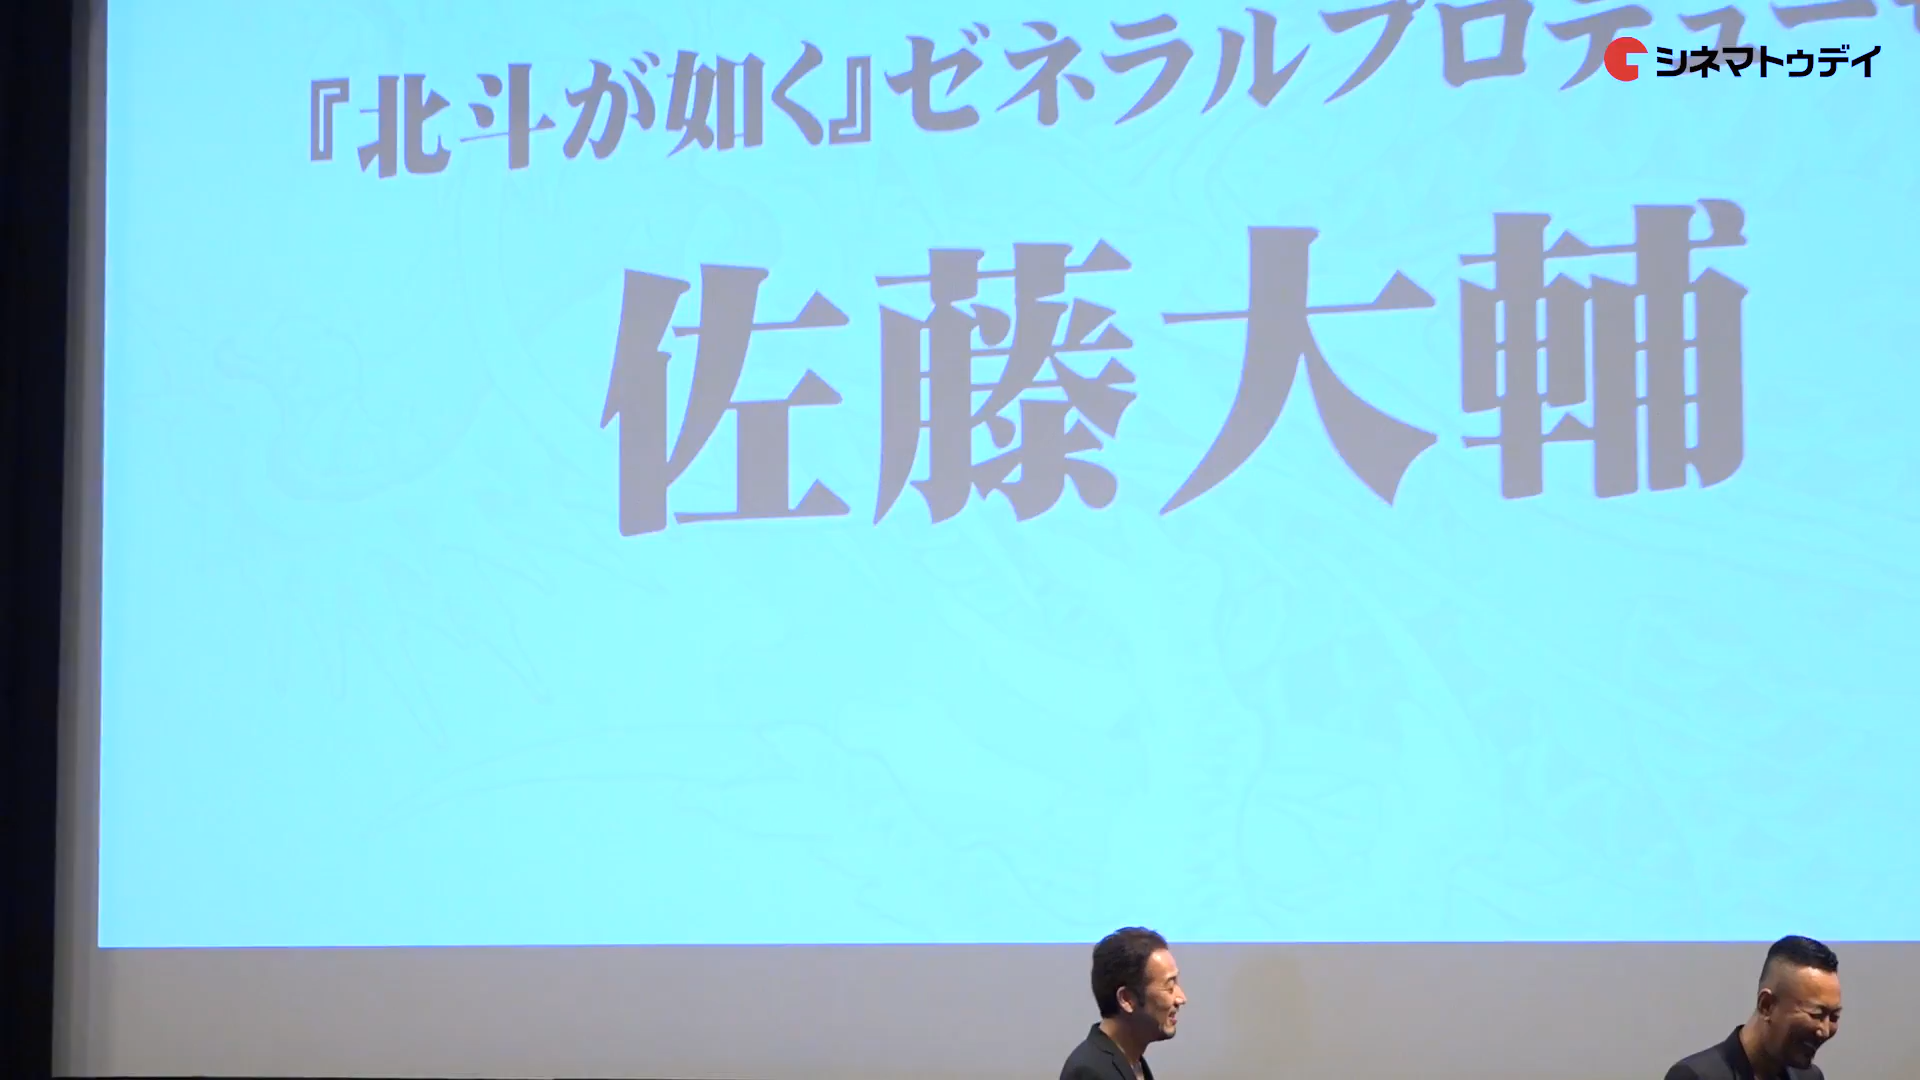 『北斗が如く』ゼネラルプロデューサ
シネマトゥデイ
佐藤大輔